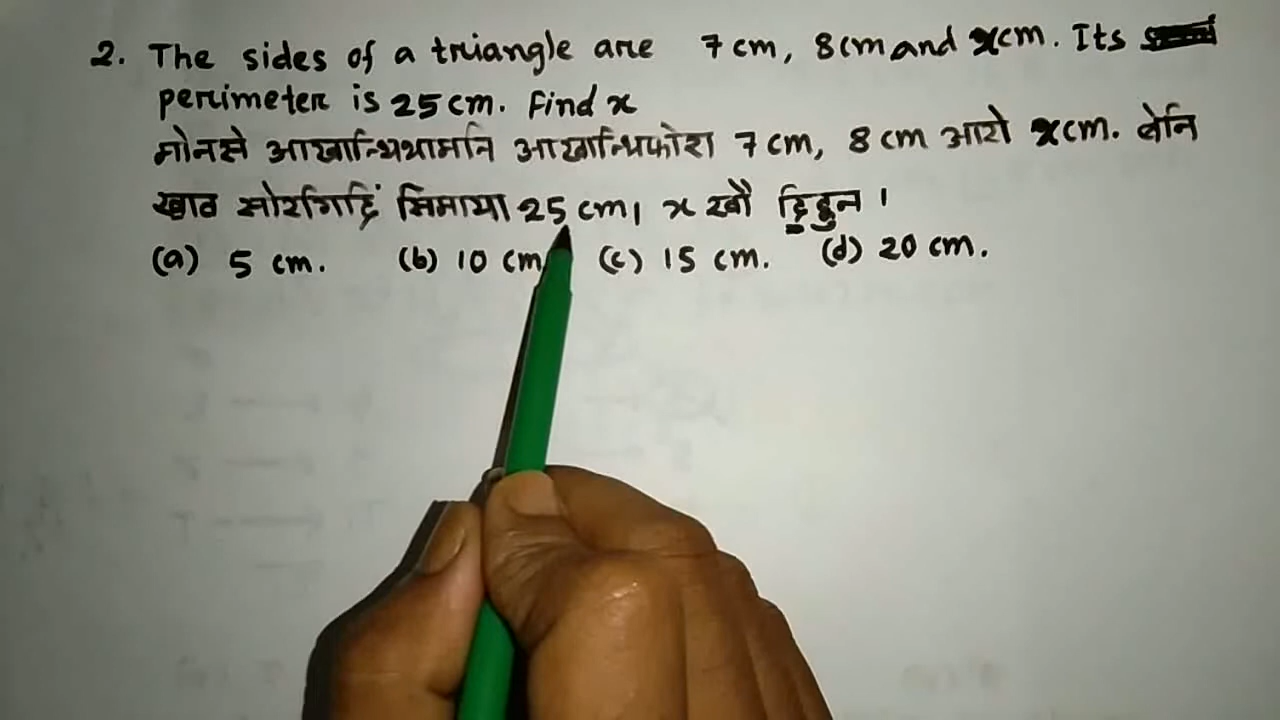 2. The sides of a triangle are 7 cm, 8 cm and x cm. Its
perimeter is 25 cm. Find x
मोनसे आखान्थिथामनि आखान्थिफोरा 7 cm, 8 cm आरो x cm. बेनि
खाव सोरगिदिं सिमाया 25 cm, x खौ दिहुन।
(a) 5 cm. (b) 10 cm (c) 15 cm. (d) 20 cm.